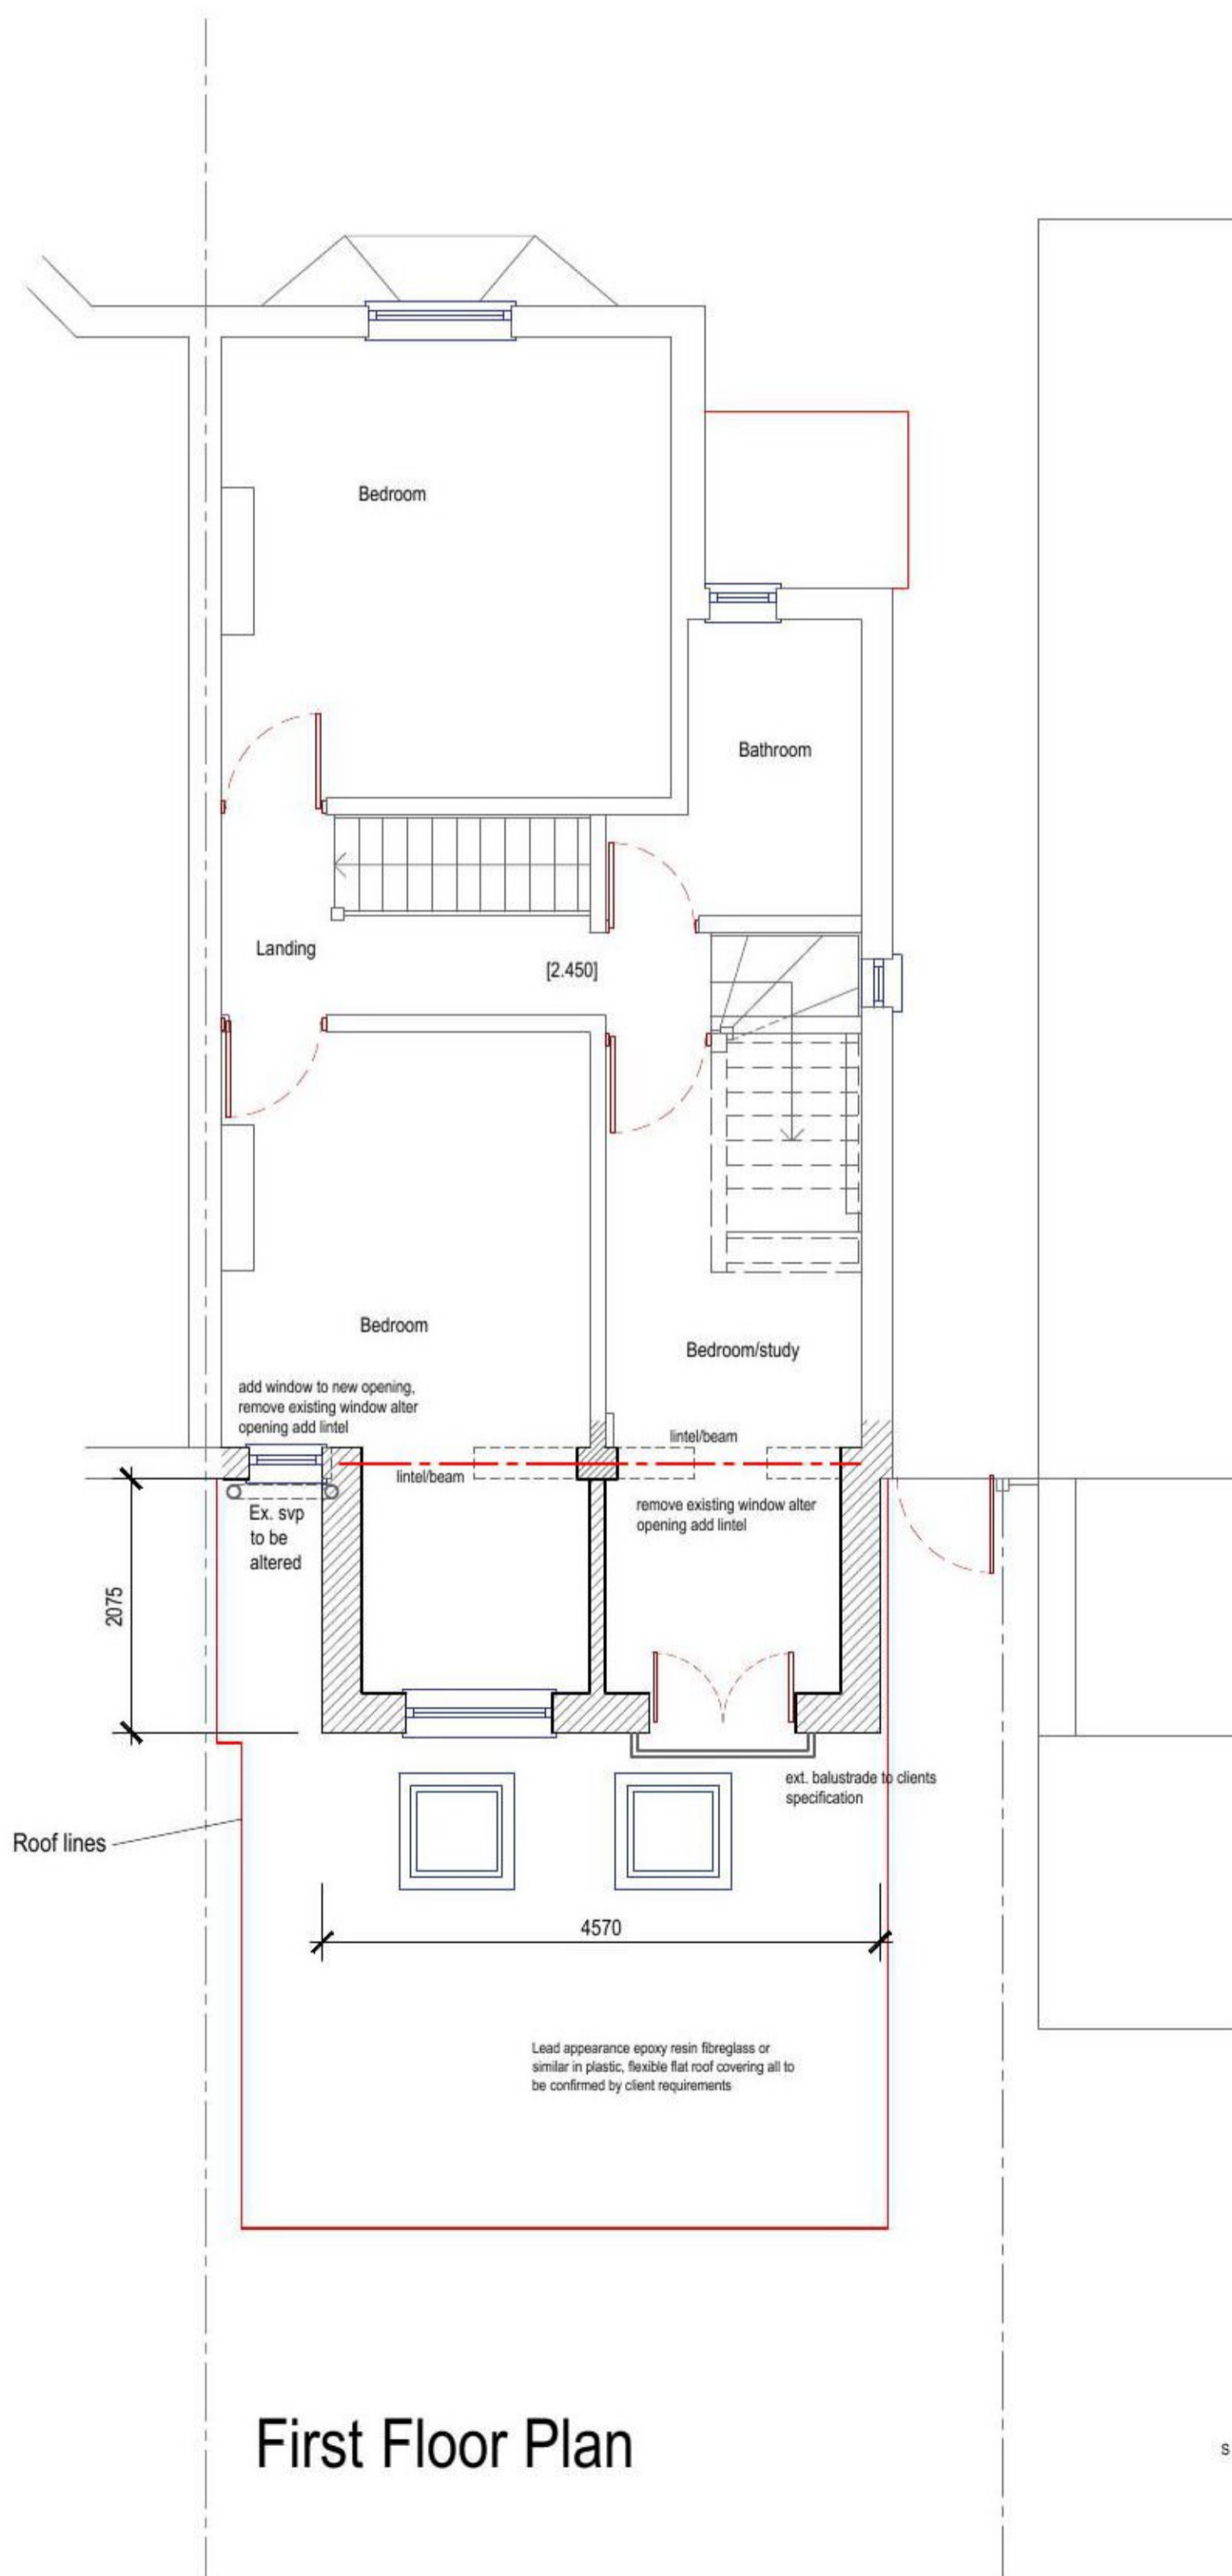 Bedroom
Bathroom
Landing
[2.450]
Bedroom
Bedroom/study
add window to new opening,
remove existing window alter
opening add lintel
lintel/beam
lintel/beam
remove existing window alter
opening add lintel
Ex. svp
to be
altered
2075
ext. balustrade to clients
specification
Roof lines
4570
Lead appearance epoxy resin fibreglass or
similar in plastic, flexible flat roof covering all to
be confirmed by client requirements
First Floor Plan
s